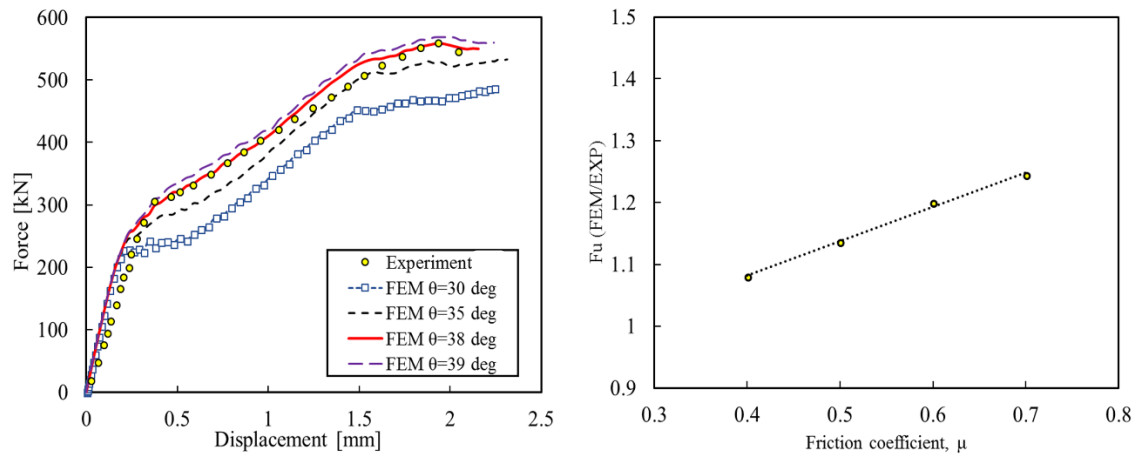 600
500
400
300
200
100
0
Force [kN]
0
0.5
1
1.5
2
2.5
Displacement [mm]
Experiment
FEM θ=30 deg
FEM θ=35 deg
FEM θ=38 deg
FEM θ=39 deg
1.5
1.4
1.3
1.2
1.1
1
0.9
Fu (FEM/EXP)
0.3
0.4
0.5
0.6
0.7
0.8
Friction coefficient, μ